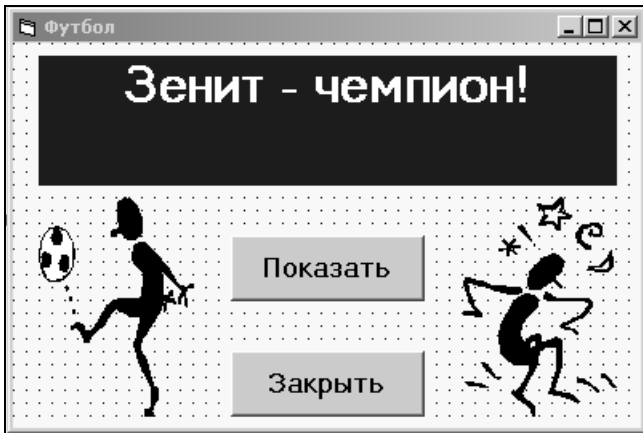 Футбол
Зенит - чемпион!
Показать
Закрыть